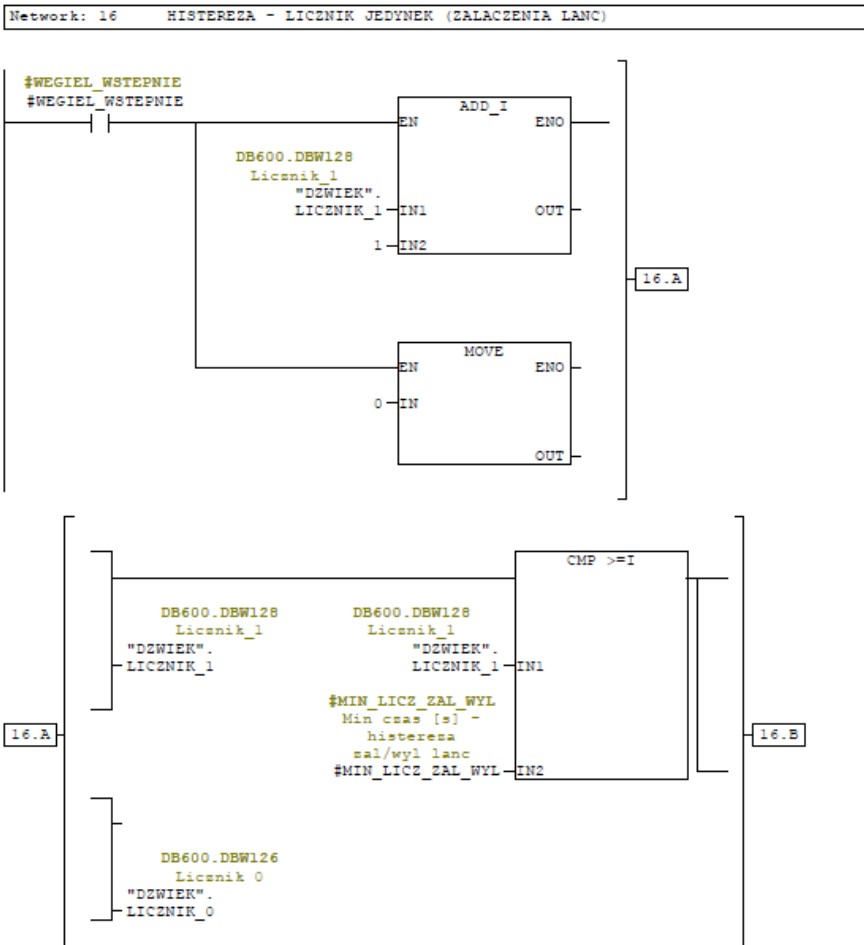 Network: 16 HISTEREZA - LICZNIK JEDYNEK (ZALACZENIA LANC)
#WEGIEL_WSTEPNIE
#WEGIEL_WSTEPNIE
ADD_I
EN ENO
DB600.DBW128
Licznik_1
"DZWIEK".
LICZNIK_1 IN1 OUT
1 IN2
16.A
MOVE
EN ENO
0 IN
OUT
CMP >=I
DB600.DBW128 DB600.DBW128
Licznik_1 Licznik_1
"DZWIEK". "DZWIEK".
LICZNIK_1 LICZNIK_1 IN1
#MIN_LICZ_ZAL_WYL
Min czas [s] -
histereza
zal/wyl lanc
#MIN_LICZ_ZAL_WYL IN2
16.A 16.B
DB600.DBW126
Licznik 0
"DZWIEK".
LICZNIK_0